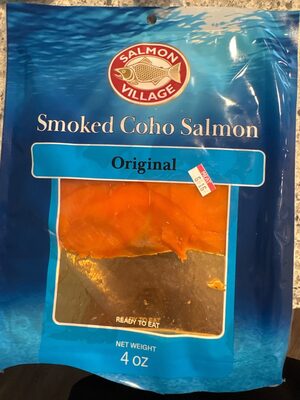 SALMON
VILLAGE
Smoked Coho Salmon
Original
READY TO EAT
NET WEIGHT
4 OZ